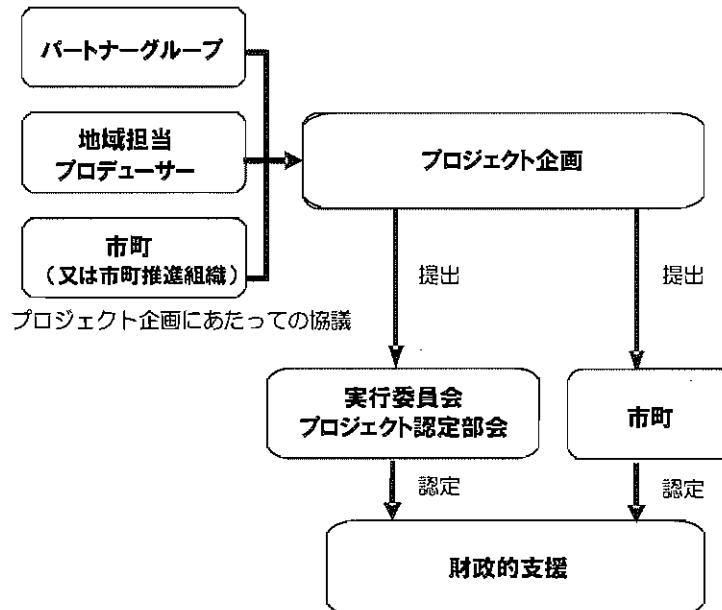 パートナーグループ
地域担当
プロデューサー
市町
（又は市町推進組織）
プロジェクト企画にあたっての協議
プロジェクト企画
提出
提出
実行委員会
プロジェクト認定部会
市町
認定
認定
財政的支援